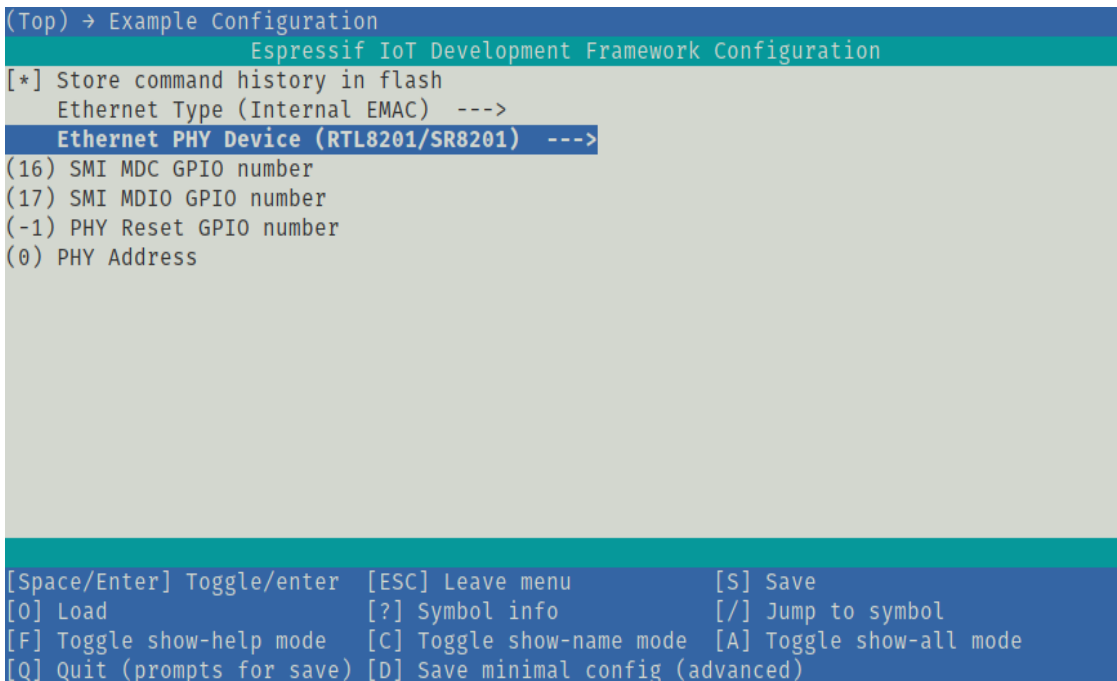 (Top) → Example Configuration
Espressif IoT Development Framework Configuration
[*] Store command history in flash
Ethernet Type (Internal EMAC) --->
Ethernet PHY Device (RTL8201/SR8201) --->
(16) SMI MDC GPIO number
(17) SMI MDIO GPIO number
(-1) PHY Reset GPIO number
(0) PHY Address
[Space/Enter] Toggle/enter [ESC] Leave menu [S] Save
[O] Load [?] Symbol info [/] Jump to symbol
[F] Toggle show-help mode [C] Toggle show-name mode [A] Toggle show-all mode
[Q] Quit (prompts for save) [D] Save minimal config (advanced)